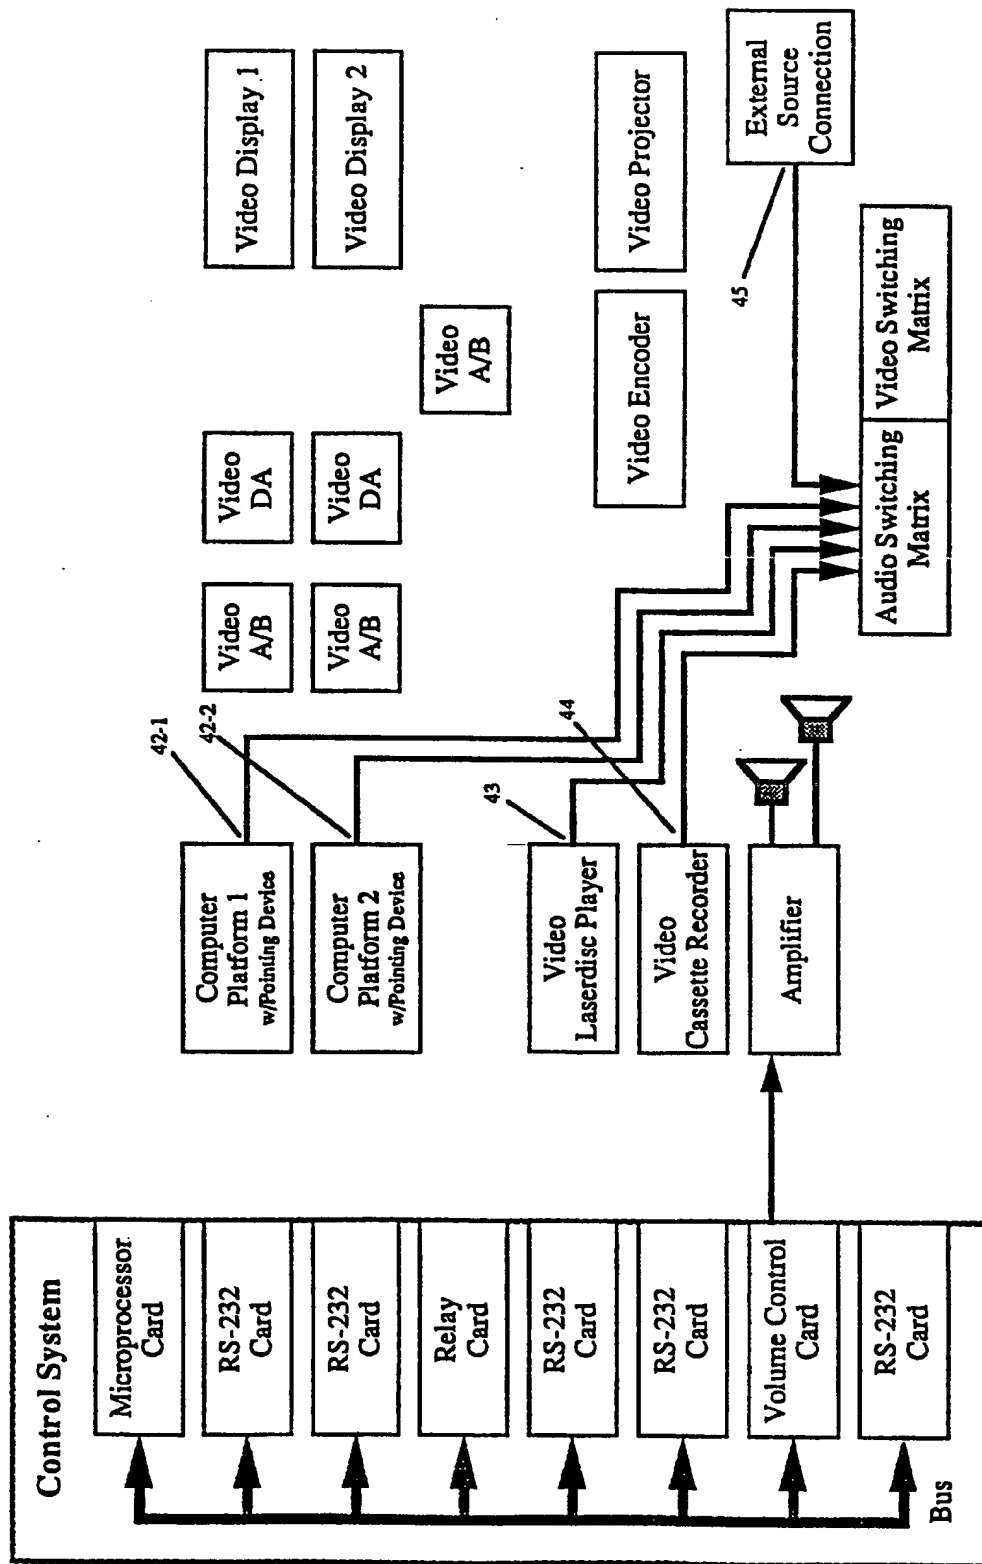 Control System
Microprocessor
Card
RS-232
Card
RS-232
Card
Relay
Card
RS-232
Card
RS-232
Card
Volume Control
Card
RS-232
Card
Bus
Computer
Platform 1
w/Pointing Device
Computer
Platform 2
w/Pointing Device
Video
Laserdisc Player
Video
Cassette Recorder
Amplifier
42-1
42-2
43
44
Video
A/B
Video
A/B
Video
DA
Video
DA
Video
A/B
Video Display 1
Video Display 2
Video Encoder
Video Projector
45
External
Source
Connection
Audio Switching
Matrix
Video Switching
Matrix